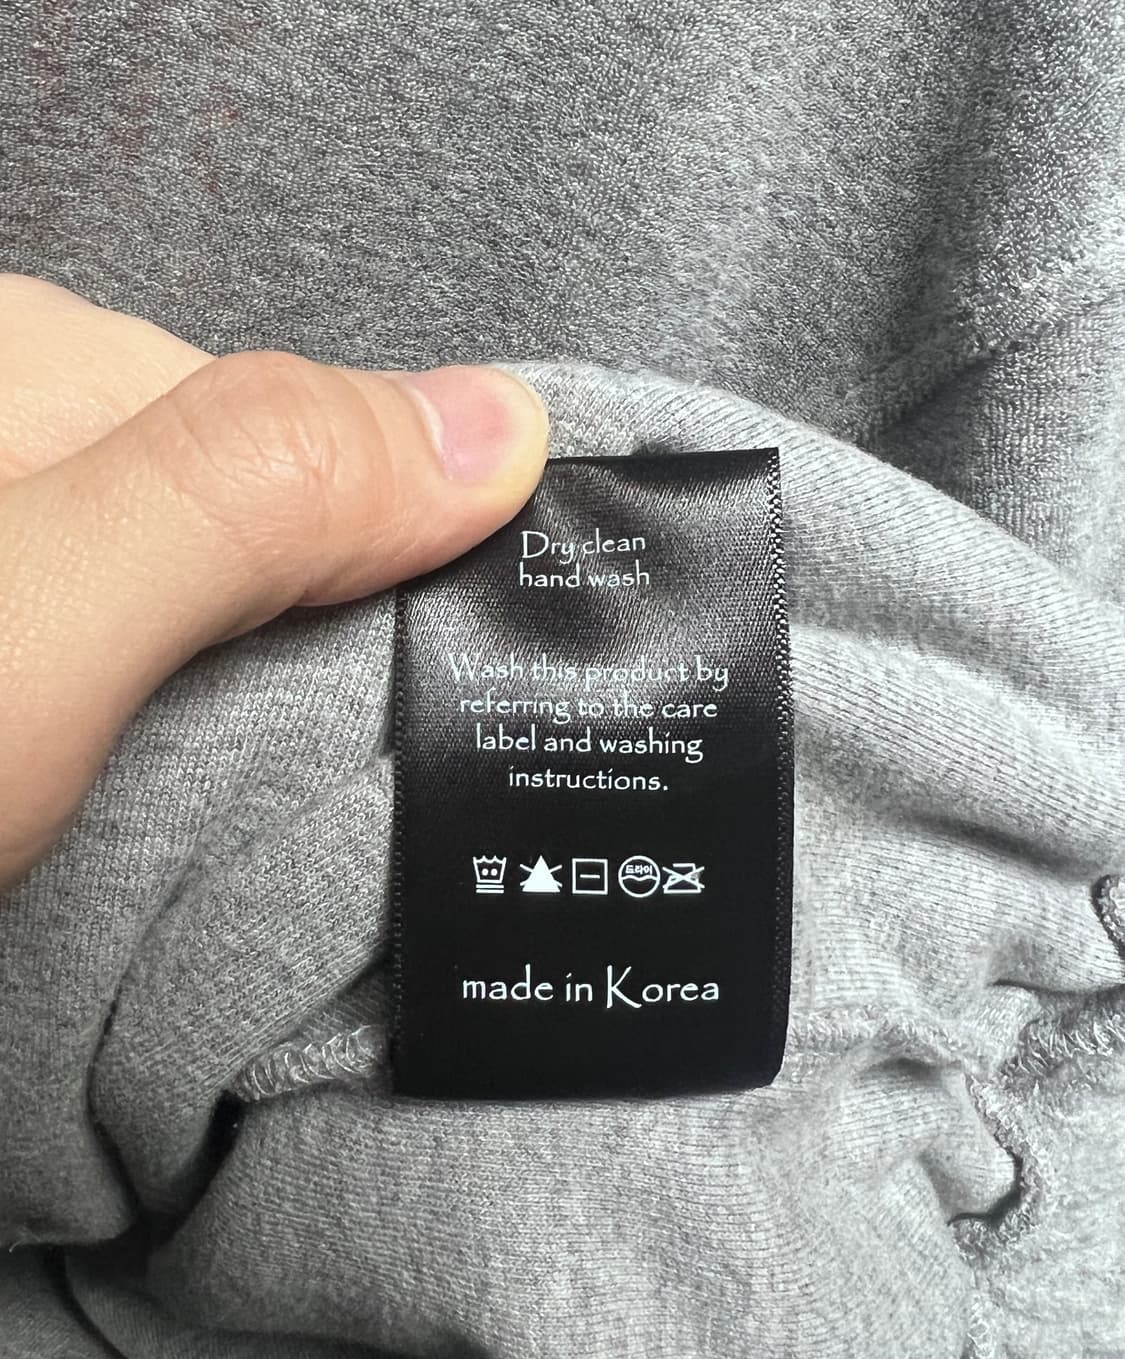 Dry clean
hand wash
Wash this product by
referring to the care
label and washing
instructions.
드라이
made in Korea